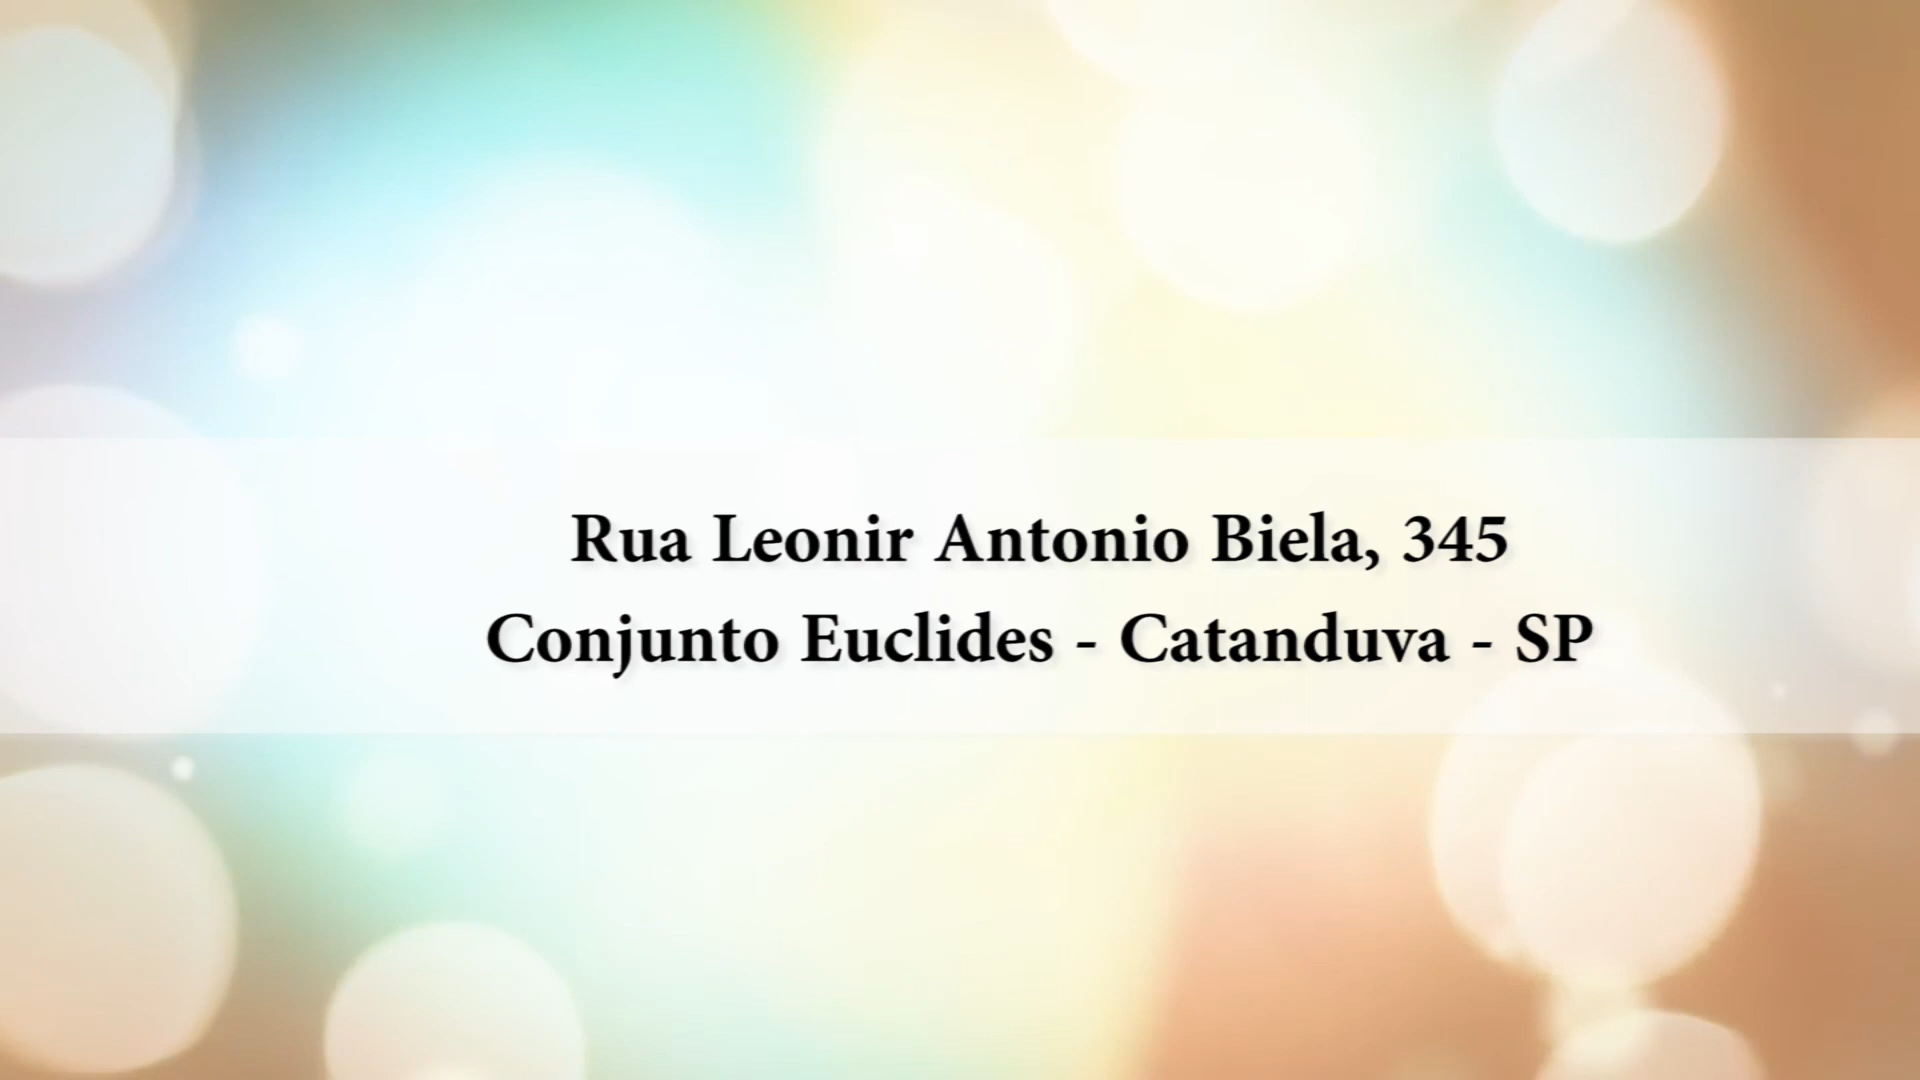 Rua Leonir Antonio Biela, 345
Conjunto Euclides - Catanduva - SP